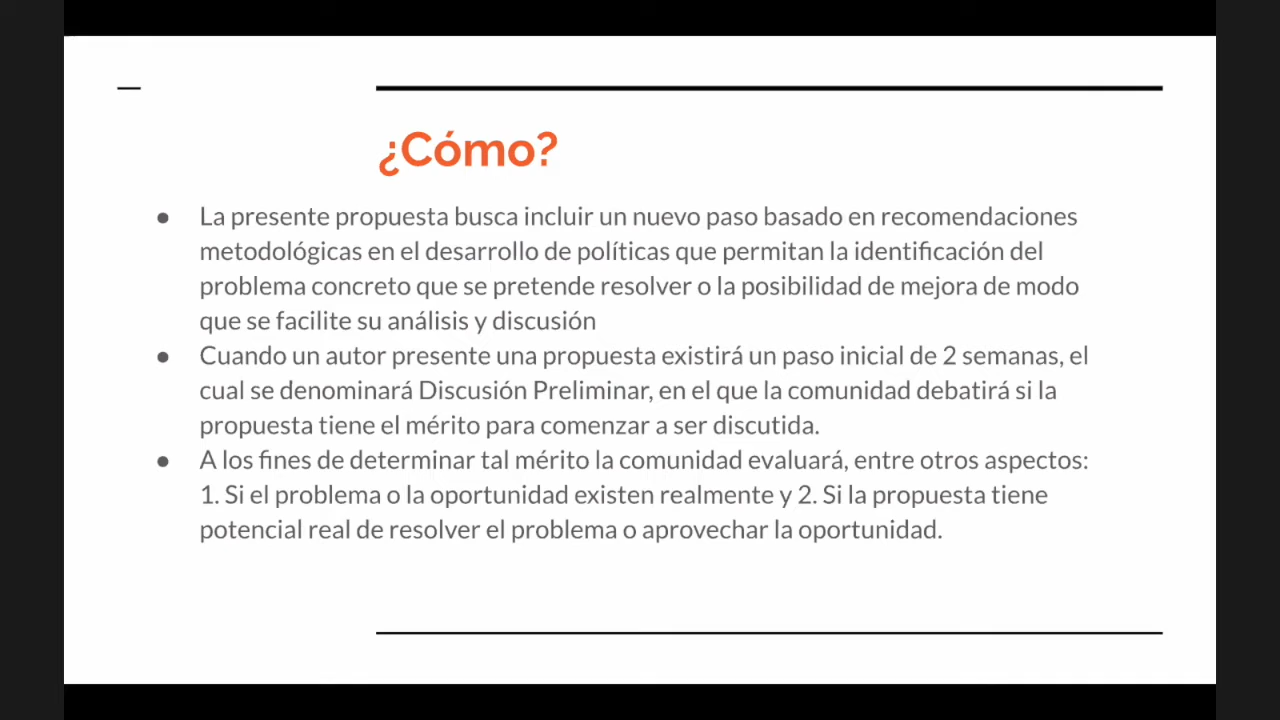 ¿Cómo?
● La presente propuesta busca incluir un nuevo paso basado en recomendaciones
metodológicas en el desarrollo de políticas que permitan la identificación del
problema concreto que se pretende resolver o la posibilidad de mejora de modo
que se facilite su análisis y discusión
● Cuando un autor presente una propuesta existirá un paso inicial de 2 semanas, el
cual se denominará Discusión Preliminar, en el que la comunidad debatirá si la
propuesta tiene el mérito para comenzar a ser discutida.
● A los fines de determinar tal mérito la comunidad evaluará, entre otros aspectos:
1. Si el problema o la oportunidad existen realmente y 2. Si la propuesta tiene
potencial real de resolver el problema o aprovechar la oportunidad.